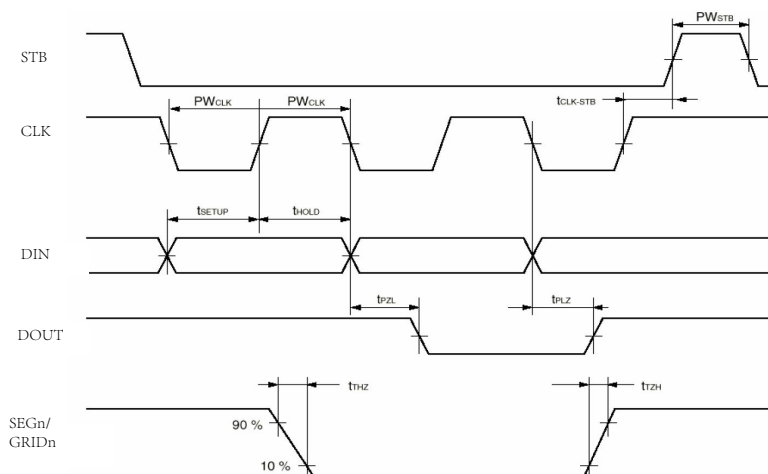 PWSTB
STB
tCLK-STB
PWCLK PWCLK
CLK
tSETUP tHOLD
DIN
tPZL tPLZ
DOUT
tTHZ tTZH
SEGn/
GRIDn
90 %
10 %